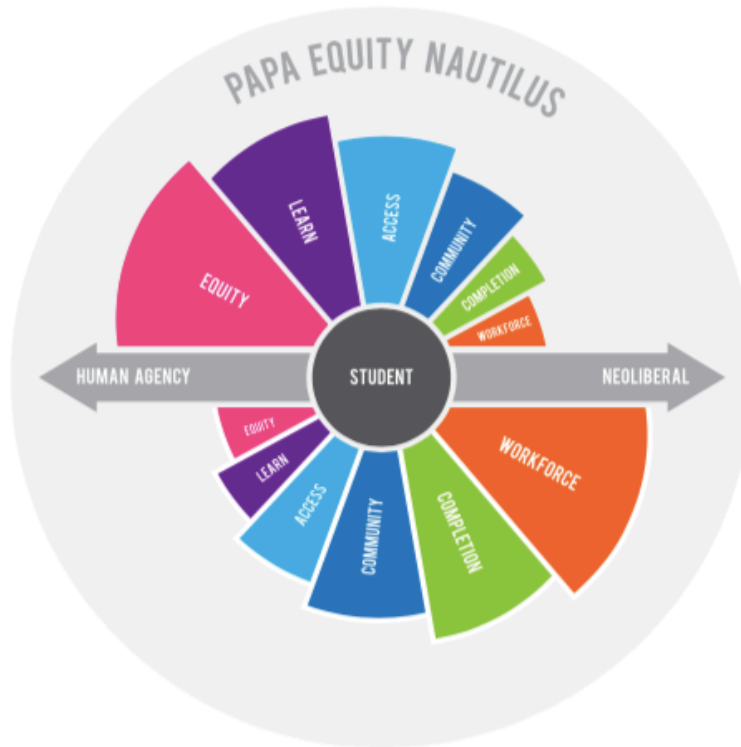 PAPA EQUITY NAUTILUS
EQUITY
LEARN
ACCESS
COMMUNITY
COMPLETION
WORKFORCE
HUMAN AGENCY
STUDENT
NEOLIBERAL
EQUITY
LEARN
ACCESS
COMMUNITY
COMPLETION
WORKFORCE